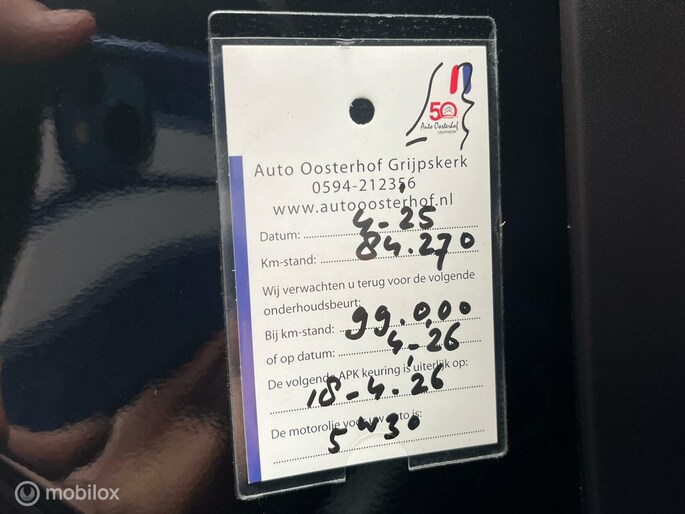 50
Auto Oosterhof
GRIJPSKERK
Auto Oosterhof Grijpskerk
0594-212356
www.autooosterhof.nl
Datum: 4-25
Km-stand: 84.270
Wij verwachten u terug voor de volgende
onderhoudsbeurt:
Bij km-stand: 99.000
of op datum: 4-26
De volgende APK keuring is uiterlijk op:
18-4-26
De motorolie voor uw auto is:
5w30
mobilox